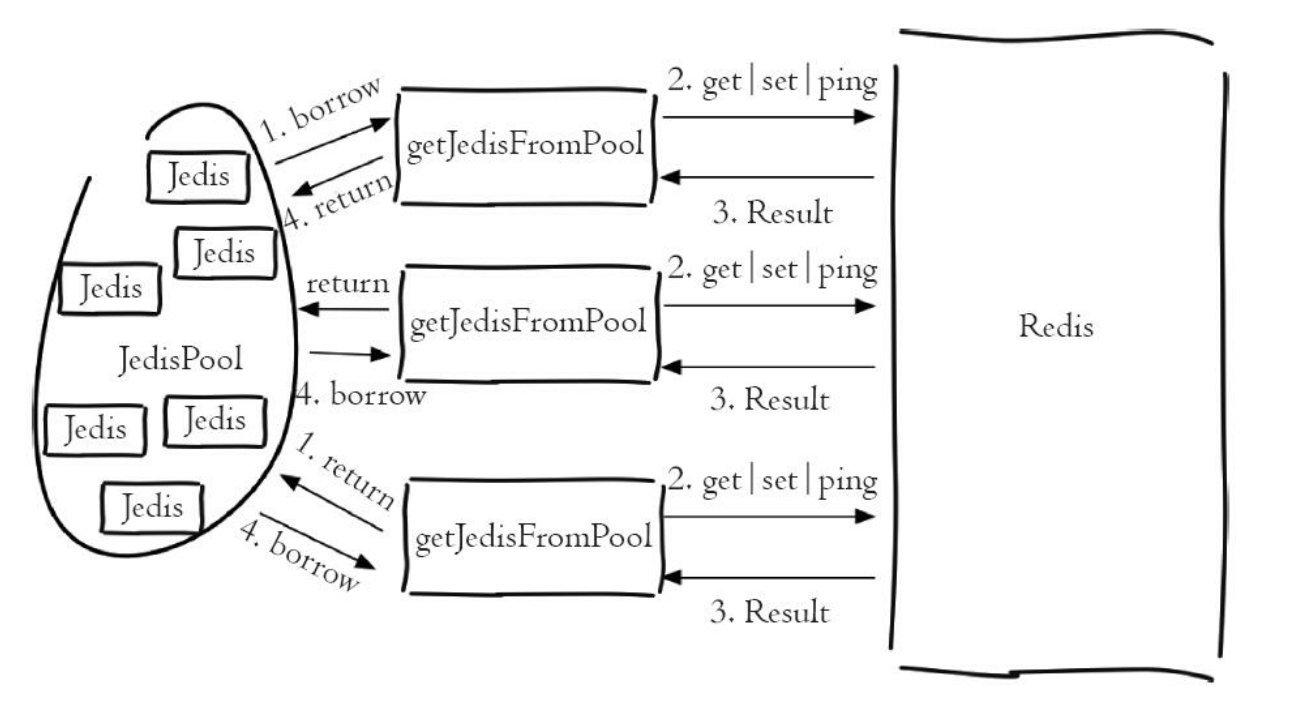 1. borrow
2. get|set|ping
Jedis
getJedisFromPool
4. return
3. Result
Jedis
Jedis
return
2. get|set|ping
getJedisFromPool
Redis
JedisPool
4. borrow
3. Result
Jedis
Jedis
1. return
2. get|set|ping
Jedis
getJedisFromPool
4. borrow
3. Result